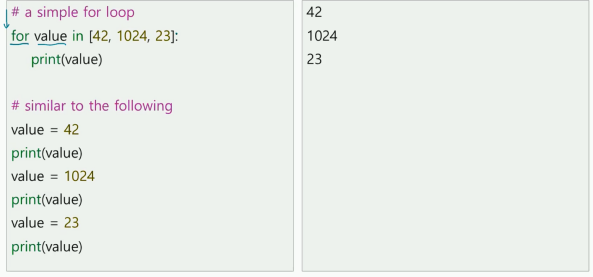 # a simple for loop
for value in [42, 1024, 23]:
print(value)
# similar to the following
value = 42
print(value)
value = 1024
print(value)
value = 23
print(value)
42
1024
23